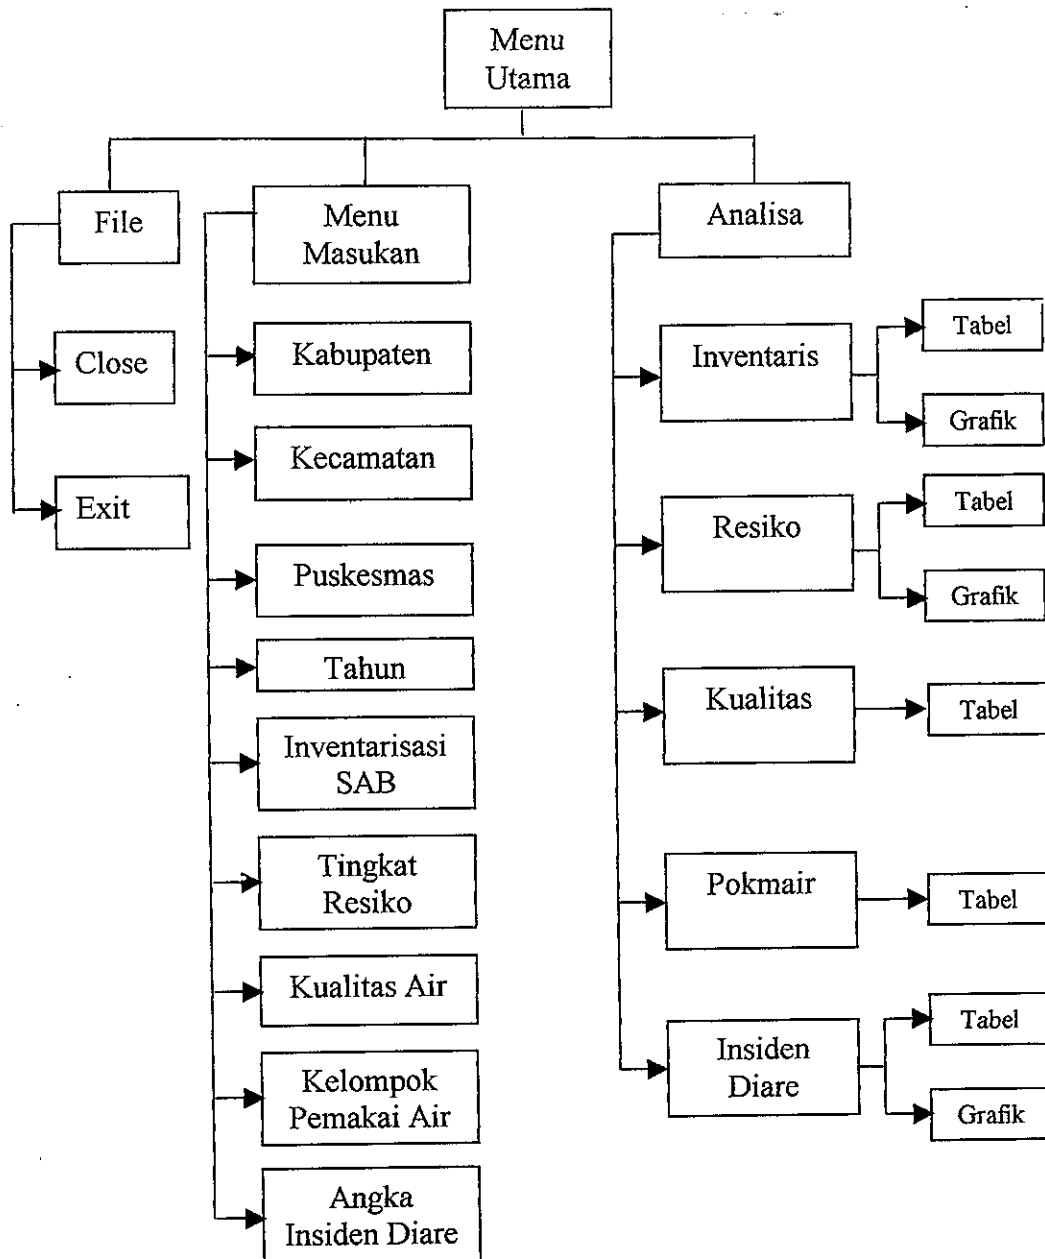 Menu
Utama
File
Close
Exit
Menu
Masukan
Kabupaten
Kecamatan
Puskesmas
Tahun
Inventarisasi
SAB
Tingkat
Resiko
Kualitas Air
Kelompok
Pemakai Air
Angka
Insiden Diare
Analisa
Inventaris
Tabel
Grafik
Resiko
Tabel
Grafik
Kualitas
Tabel
Pokmair
Tabel
Insiden
Diare
Tabel
Grafik